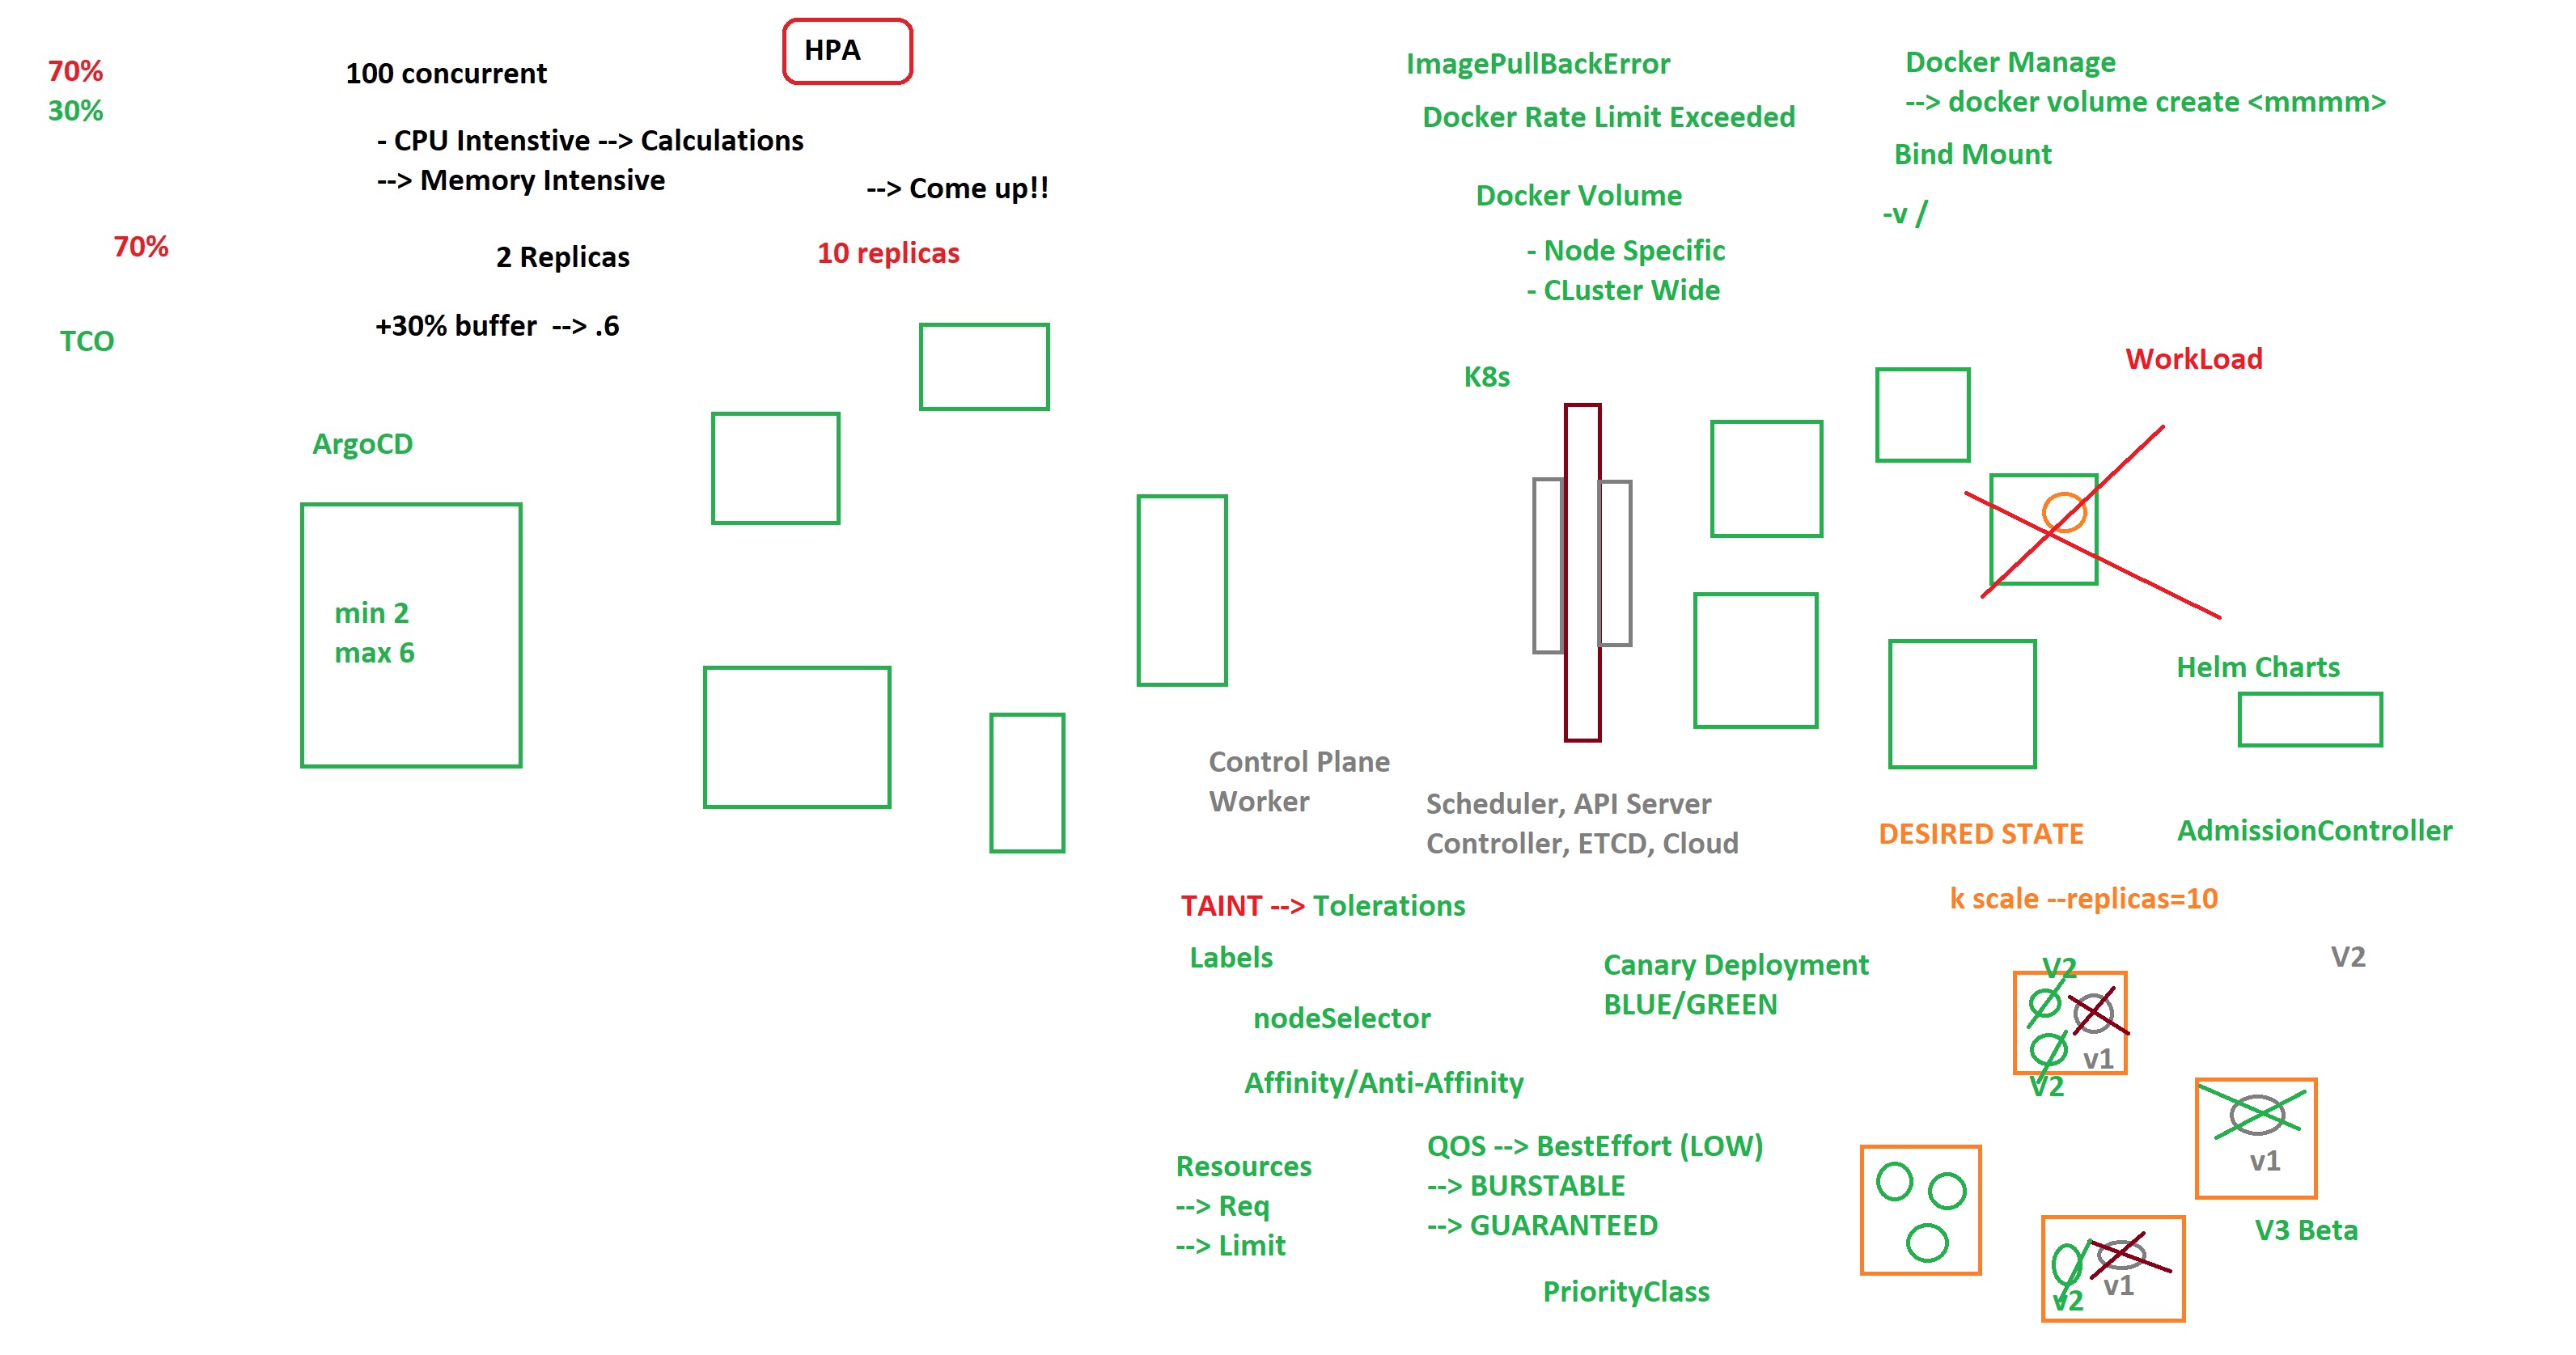 HPA
70%
30%
100 concurrent
- CPU Intenstive --> Calculations
--> Memory Intensive
--> Come up!!
70%
2 Replicas
10 replicas
+30% buffer --> .6
TCO
ArgoCD
min 2
max 6
ImagePullBackError
Docker Rate Limit Exceeded
Docker Manage
--> docker volume create <mmmm>
Bind Mount
-v /
Docker Volume
- Node Specific
- CLuster Wide
K8s
WorkLoad
Helm Charts
Control Plane
Worker
Scheduler, API Server
Controller, ETCD, Cloud
DESIRED STATE
AdmissionController
k scale --replicas=10
TAINT --> Tolerations
Labels
nodeSelector
Affinity/Anti-Affinity
Canary Deployment
BLUE/GREEN
Resources
--> Req
--> Limit
QOS --> BestEffort (LOW)
--> BURSTABLE
--> GUARANTEED
PriorityClass
V2
V2
v1
V2
v1
V3 Beta
v1
v2